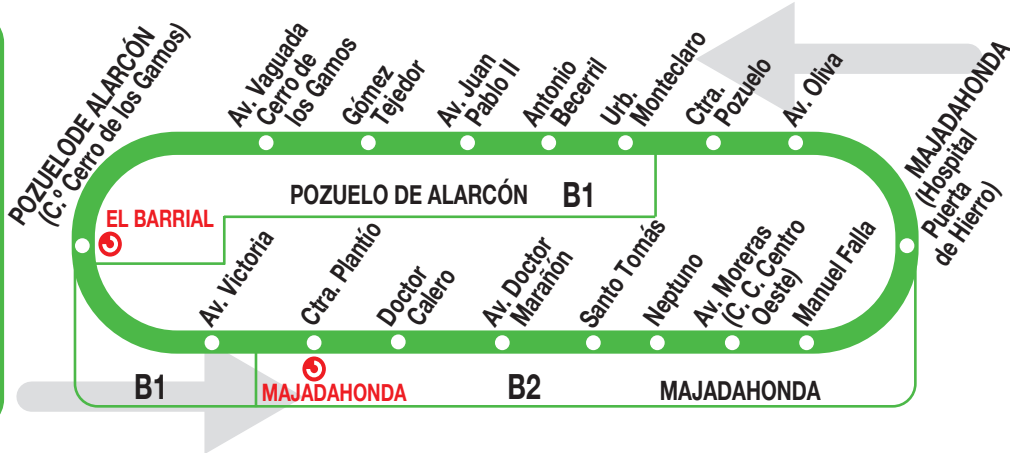 POZUELODE ALARCÓN
(C.º Cerro de los Gamos)
Av. Vaguada
Cerro de
los Gamos
Gómez
Tejedor
Av. Juan
Pablo II
Antonio
Becerril
Urb.
Monteclaro
Ctra.
Pozuelo
Av. Oliva
MAJADAHONDA
(Hospital
Puerta
de Hierro)
POZUELO DE ALARCÓN B1
EL BARRIAL
Av. Victoria
Ctra. Plantío
Doctor
Calero
Av. Doctor
Marañón
Santo Tomás
Neptuno
Av. Moreras
(C. C. Centro
Oeste)
Manuel Falla
B1
MAJADAHONDA
B2
MAJADAHONDA